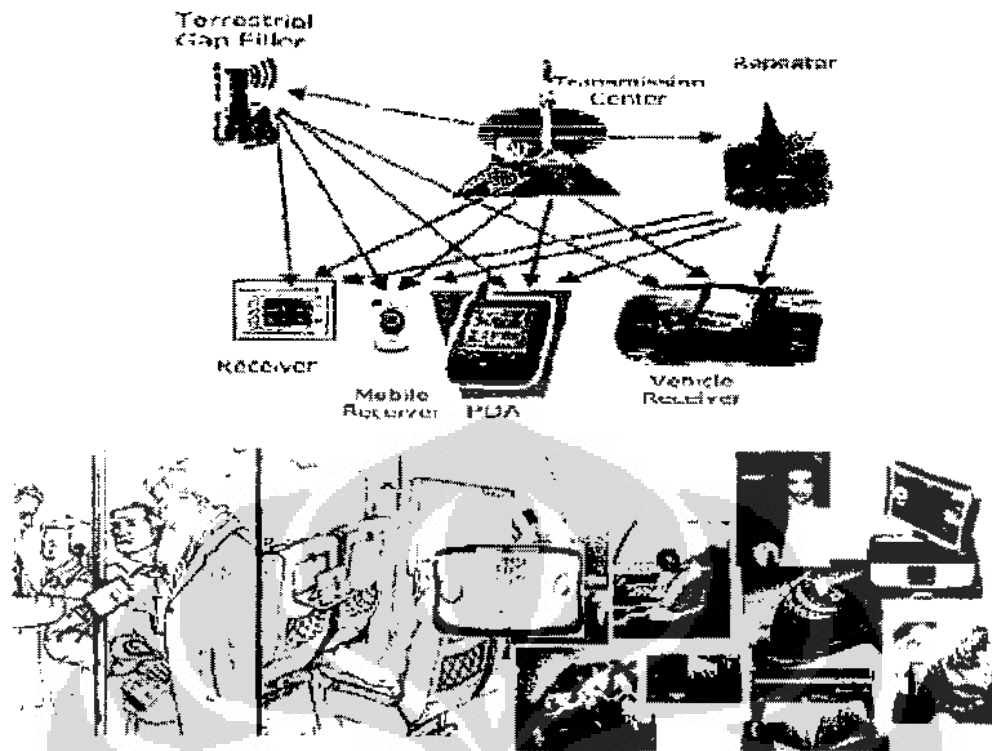 Terrestrial
Gap Filler
Transmission
Center
Repeater
Receiver
Mobile
Receiver
PDA
Vehicle
Receiver